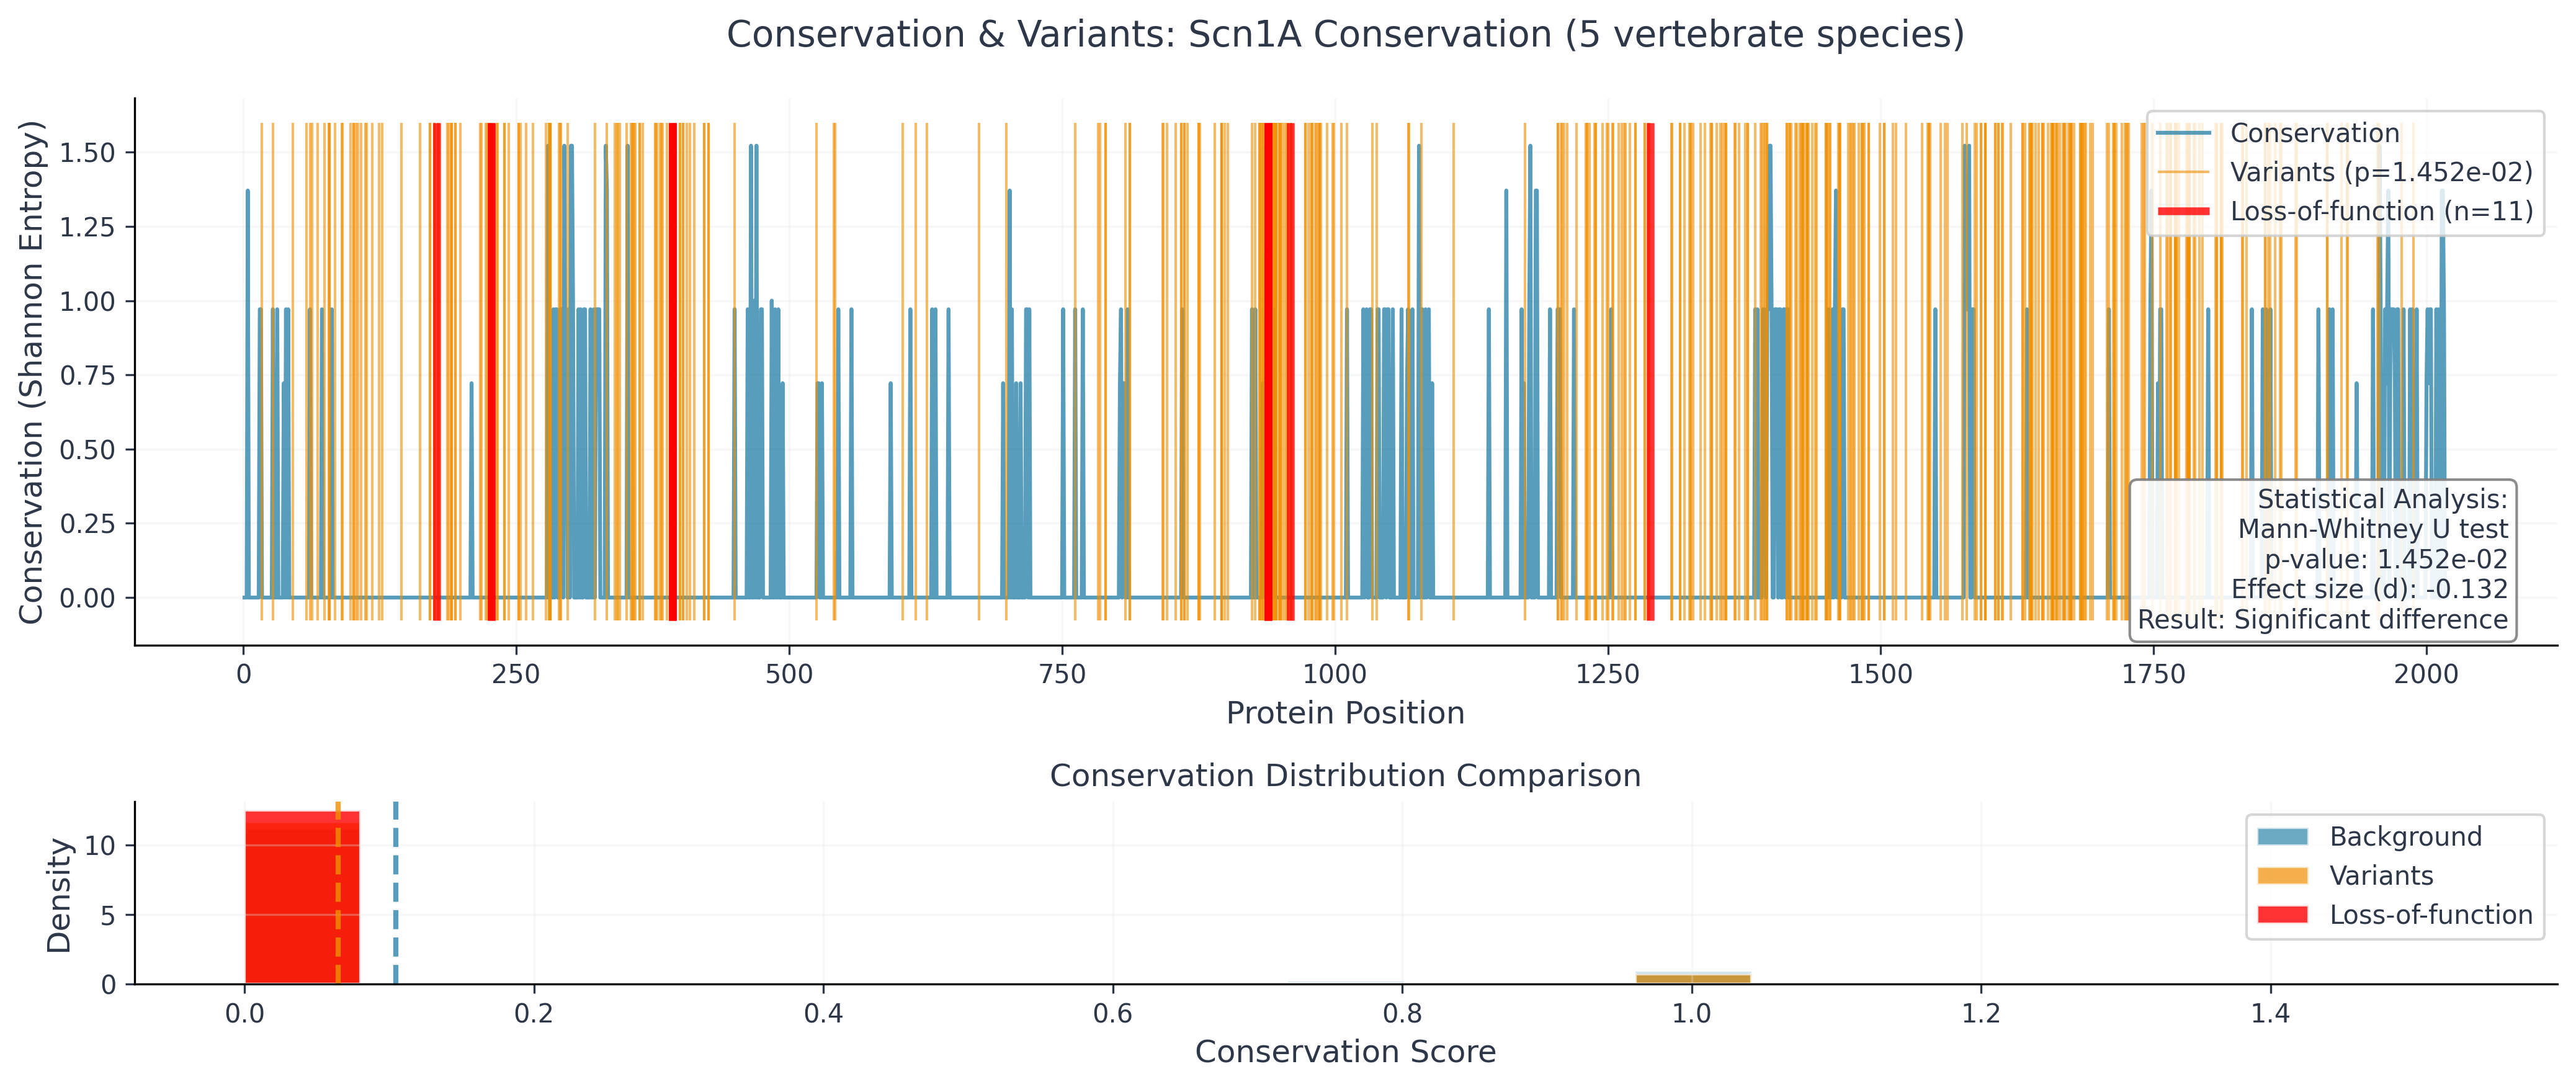 Conservation & Variants: Scn1A Conservation (5 vertebrate species)
Conservation (Shannon Entropy)
1.50
1.25
1.00
0.75
0.50
0.25
0.00
Conservation
Variants (p=1.452e-02)
Loss-of-function (n=11)
Statistical Analysis:
Mann-Whitney U test
p-value: 1.452e-02
Effect size (d): -0.132
Result: Significant difference
0 250 500 750 1000 1250 1500 1750 2000
Protein Position
Conservation Distribution Comparison
Density
10
5
0
Background
Variants
Loss-of-function
0.0 0.2 0.4 0.6 0.8 1.0 1.2 1.4
Conservation Score